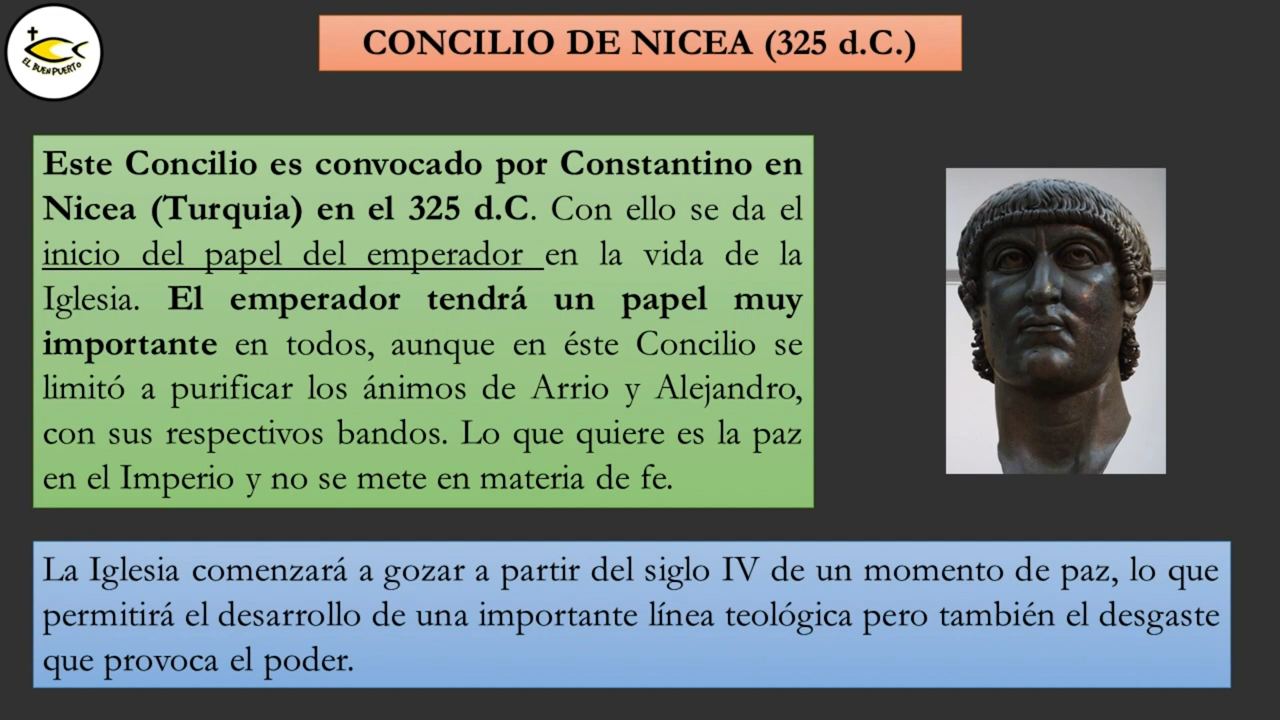 EL BUEN PUERTO
CONCILIO DE NICEA (325 d.C.)
Este Concilio es convocado por Constantino en
Nicea (Turquia) en el 325 d.C. Con ello se da el
inicio del papel del emperador en la vida de la
Iglesia. El emperador tendrá un papel muy
importante en todos, aunque en éste Concilio se
limitó a purificar los ánimos de Arrio y Alejandro,
con sus respectivos bandos. Lo que quiere es la paz
en el Imperio y no se mete en materia de fe.
La Iglesia comenzará a gozar a partir del siglo IV de un momento de paz, lo que
permitirá el desarrollo de una importante línea teológica pero también el desgaste
que provoca el poder.